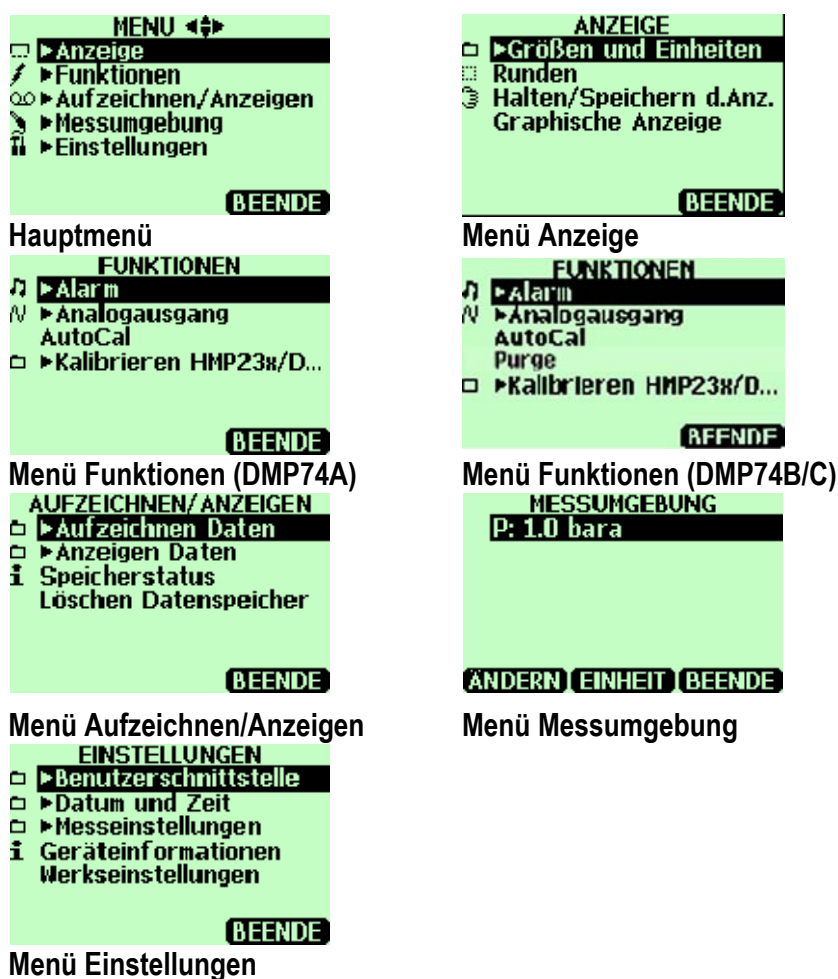 MENU
Anzeige
Funktionen
Aufzeichnen/Anzeigen
Messumgebung
Einstellungen
BEENDE
Hauptmenü
ANZEIGE
Größen und Einheiten
Runden
Halten/Speichern d.Anz.
Graphische Anzeige
BEENDE
Menü Anzeige
FUNKTIONEN
Alarm
Analogausgang
AutoCal
Kalibrieren HMP23x/D...
BEENDE
Menü Funktionen (DMP74A)
FUNKTIONEN
Alarm
Analogausgang
AutoCal
Purge
Kalibrieren HMP23x/D...
BEENDE
Menü Funktionen (DMP74B/C)
AUFZEICHNEN/ANZEIGEN
Aufzeichnen Daten
Anzeigen Daten
Speicherstatus
Löschen Datenspeicher
BEENDE
Menü Aufzeichnen/Anzeigen
MESSUMGEBUNG
P: 1.0 bara
ÄNDERN EINHEIT BEENDE
Menü Messumgebung
EINSTELLUNGEN
Benutzerschnittstelle
Datum und Zeit
Messeinstellungen
Geräteinformationen
Werkseinstellungen
BEENDE
Menü Einstellungen